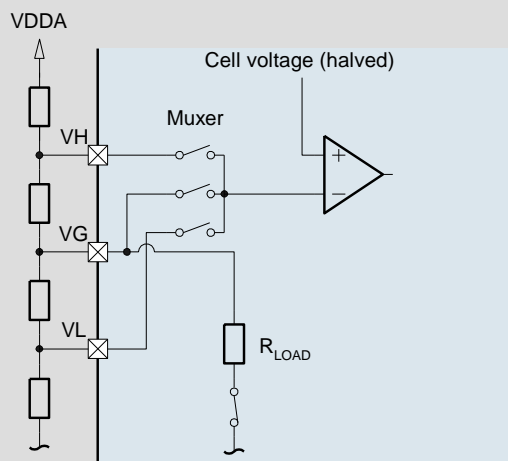 VDDA
Cell voltage (halved)
Muxer
VH
+
−
VG
VL
RLOAD